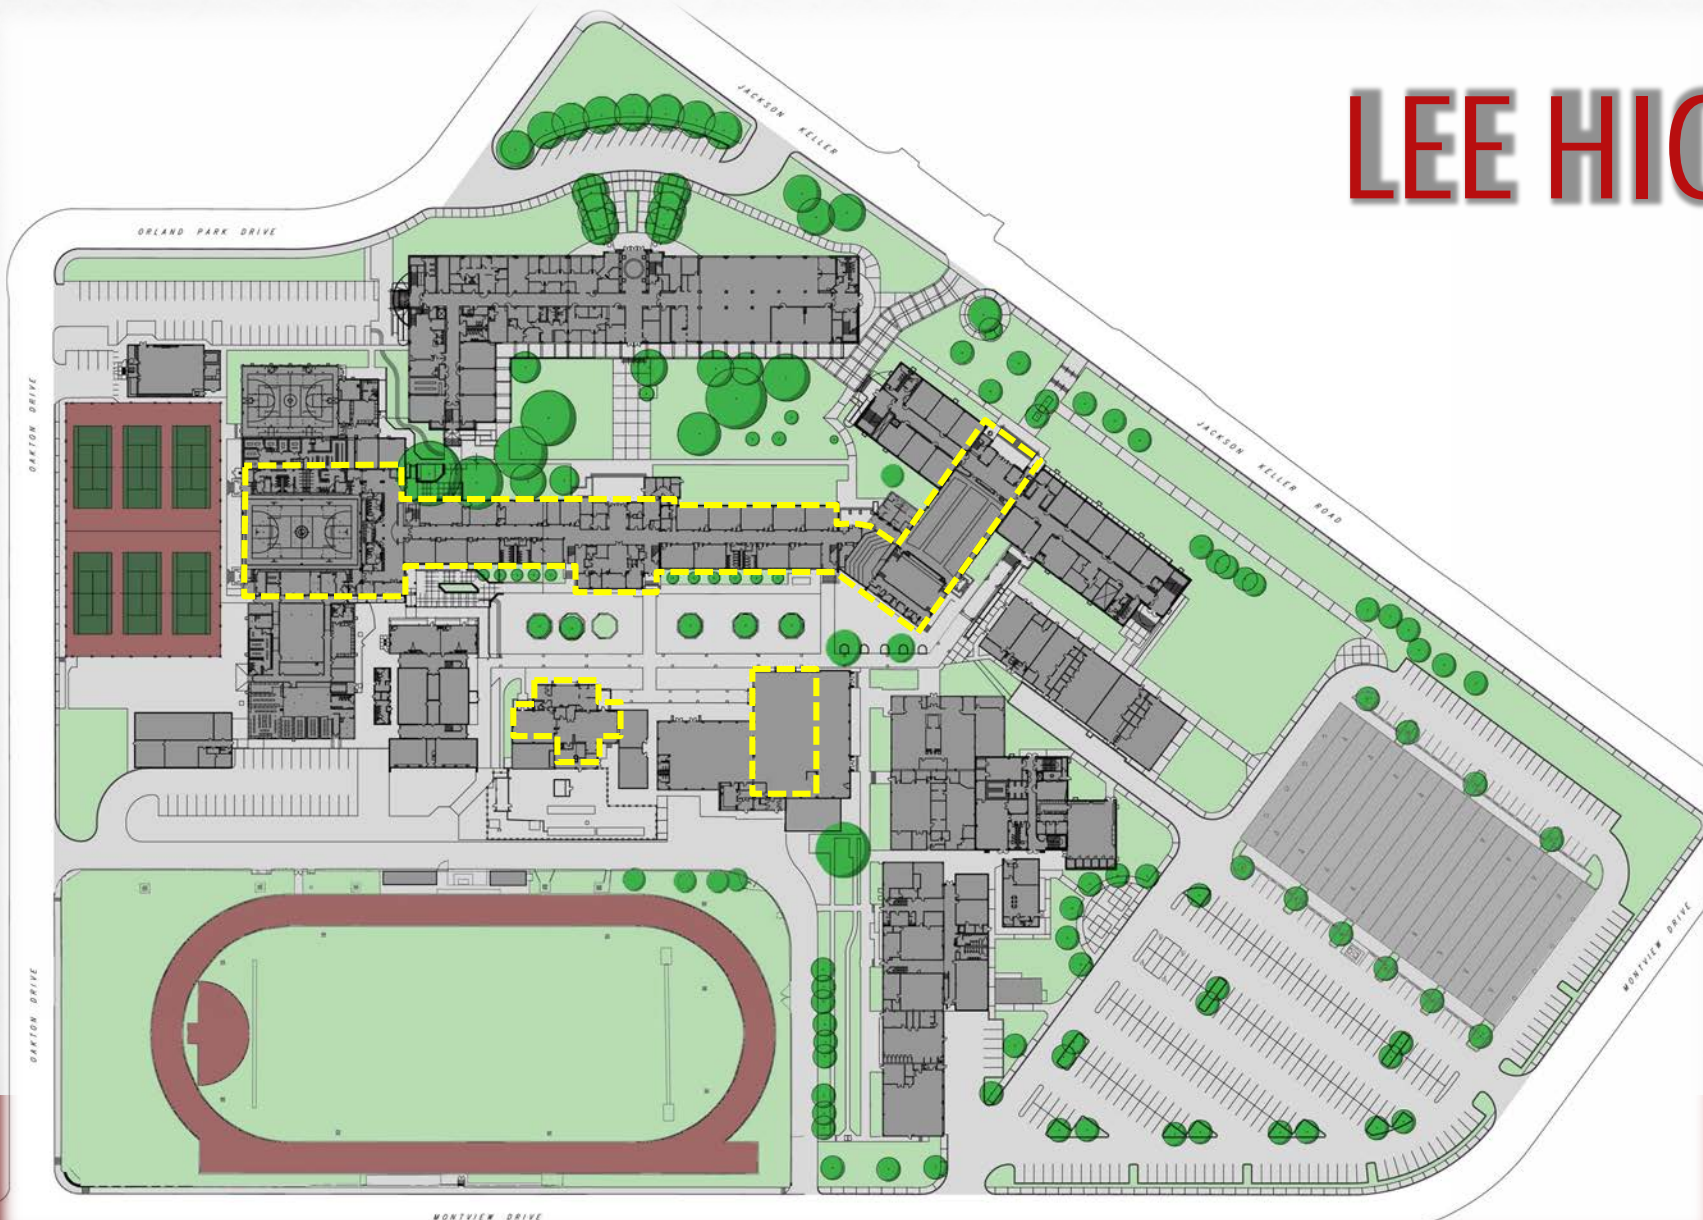 LEE HIG
JACKSON KELLER
ORLAND PARK DRIVE
OAKTON DRIVE
JACKSON KELLER ROAD
MONTVIEW DRIVE
OAKTON DRIVE
MONTVIEW DRIVE